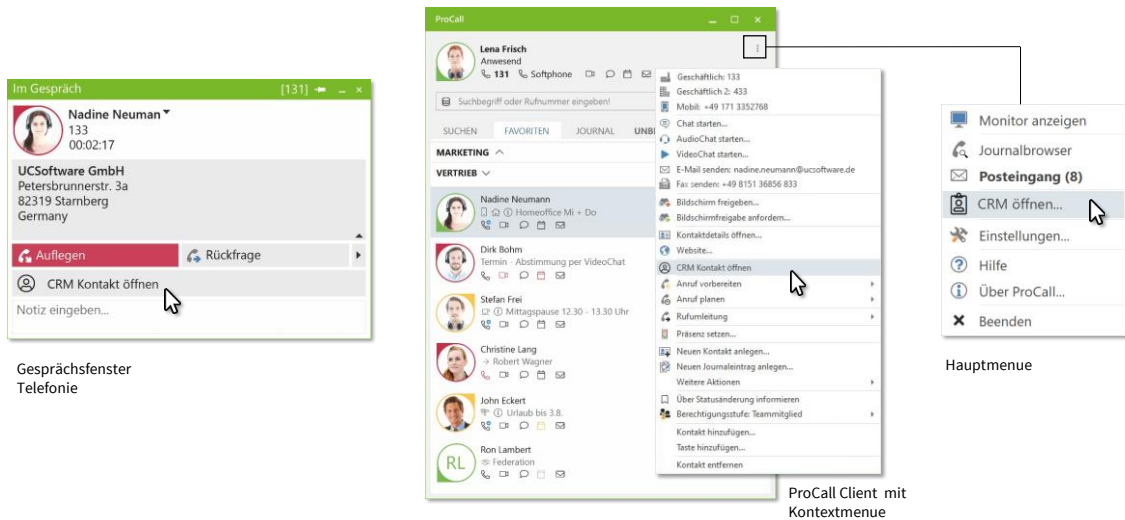 Im Gespräch [131]
Nadine Neuman
133
00:02:17
UCSoftware GmbH
Petersbrunnerstr. 3a
82319 Starnberg
Germany
Auflegen Rückfrage
CRM Kontakt öffnen
Notiz eingeben...
Gesprächsfenster
Telefonie
ProCall
Lena Frisch
Anwesend
131 Softphone
Suchbegriff oder Rufnummer eingeben!
SUCHEN FAVORITEN JOURNAL UNB
MARKETING
VERTRIEB
Nadine Neumann
Homeoffice Mi + Do
Dirk Bohm
Termin - Abstimmung per VideoChat
Stefan Frei
Mittagspause 12.30 - 13.30 Uhr
Christine Lang
→ Robert Wagner
John Eckert
Urlaub bis 3.8.
RL
Ron Lambert
Federation
Geschäftlich: 133
Geschäftlich 2: 433
Mobil: +49 171 3352768
Chat starten...
AudioChat starten...
VideoChat starten...
E-Mail senden: nadine.neumann@ucsoftware.de
Fax senden: +49 8151 36856 833
Bildschirm freigeben...
Bildschirmfreigabe anfordern...
Kontaktdetails öffnen...
Website...
CRM Kontakt öffnen
Anruf vorbereiten
Anruf planen
Rufumleitung
Präsenz setzen...
Neuen Kontakt anlegen...
Neuen Journaleintrag anlegen...
Weitere Aktionen
Über Statusänderung informieren
Berechtigungsstufe: Teammitglied
Kontakt hinzufügen...
Taste hinzufügen...
Kontakt entfernen
ProCall Client mit
Kontextmenue
Monitor anzeigen
Journalbrowser
Posteingang (8)
CRM öffnen...
Einstellungen...
Hilfe
Über ProCall...
Beenden
Hauptmenue